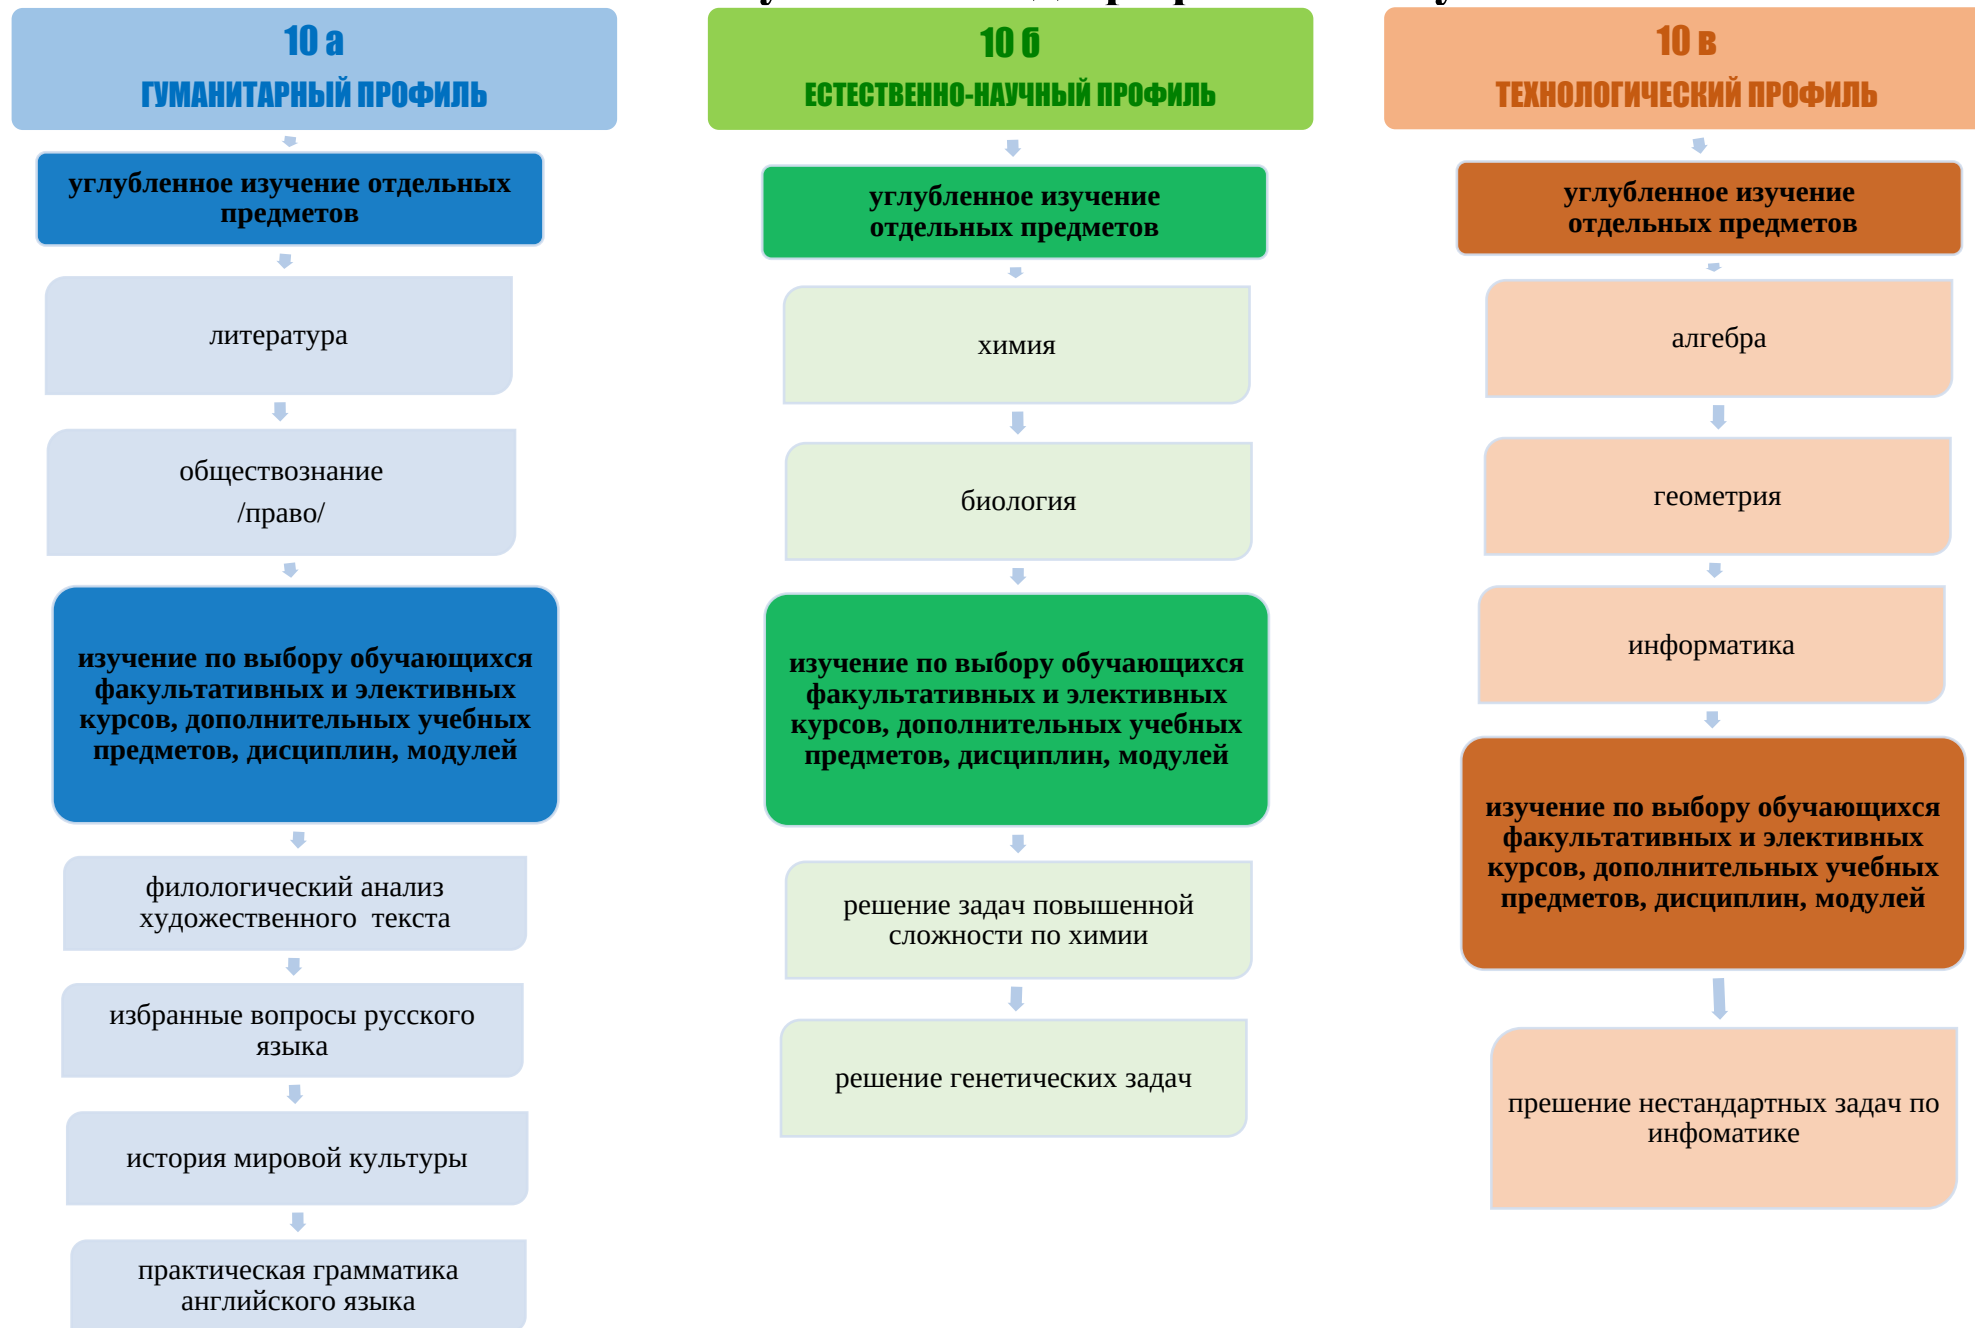 10 а
ГУМАНИТАРНЫЙ ПРОФИЛЬ
углубленное изучение отдельных
предметов
литература
обществознание
/право/
изучение по выбору обучающихся
факультативных и элективных
курсов, дополнительных учебных
предметов, дисциплин, модулей
филологический анализ
художественного текста
избранные вопросы русского
языка
история мировой культуры
практическая грамматика
английского языка
10 б
ЕСТЕСТВЕННО-НАУЧНЫЙ ПРОФИЛЬ
углубленное изучение
отдельных предметов
химия
биология
изучение по выбору обучающихся
факультативных и элективных
курсов, дополнительных учебных
предметов, дисциплин, модулей
решение задач повышенной
сложности по химии
решение генетических задач
10 в
ТЕХНОЛОГИЧЕСКИЙ ПРОФИЛЬ
углубленное изучение
отдельных предметов
алгебра
геометрия
информатика
изучение по выбору обучающихся
факультативных и элективных
курсов, дополнительных учебных
предметов, дисциплин, модулей
прешение нестандартных задач по
инфоматике